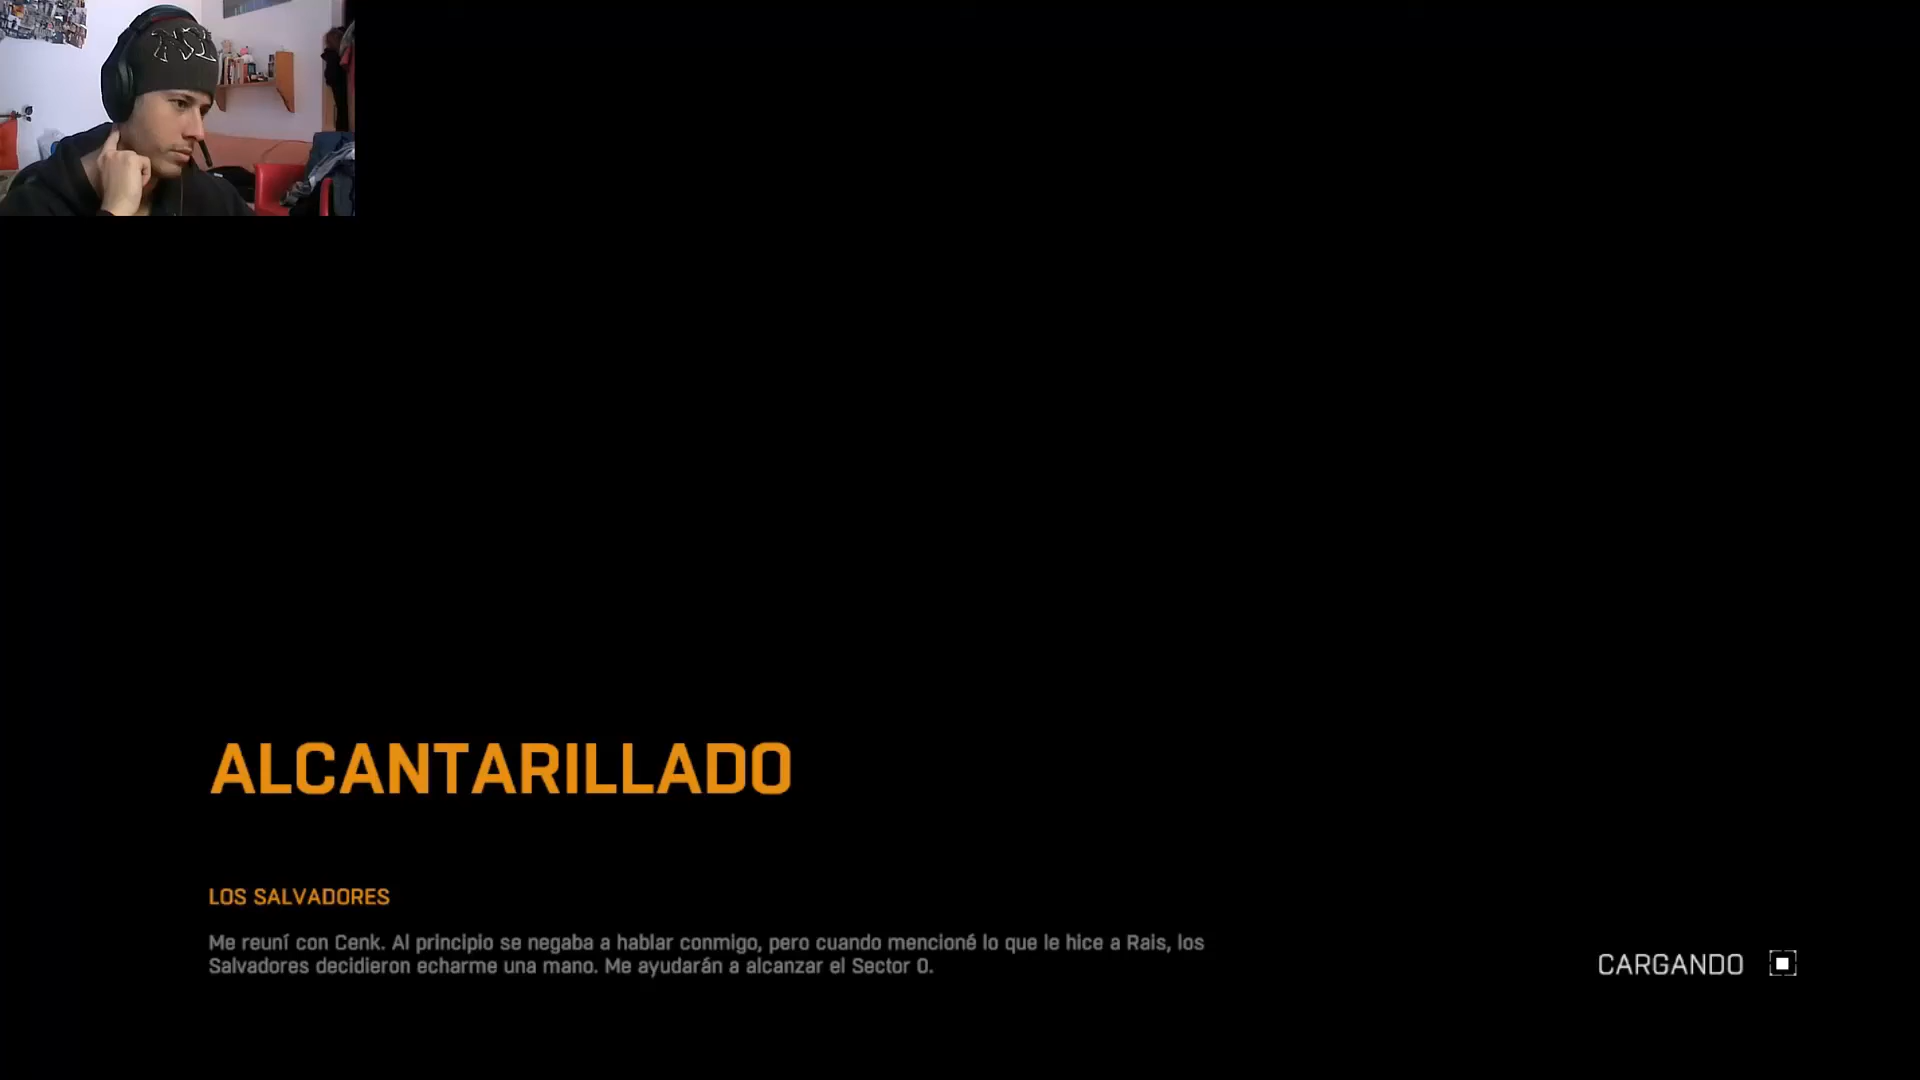 ALCANTARILLADO
LOS SALVADORES
Me reuní con Cenk. Al principio se negaba a hablar conmigo, pero cuando mencioné lo que le hice a Rais, los
Salvadores decidieron echarme una mano. Me ayudarán a alcanzar el Sector 0.
CARGANDO